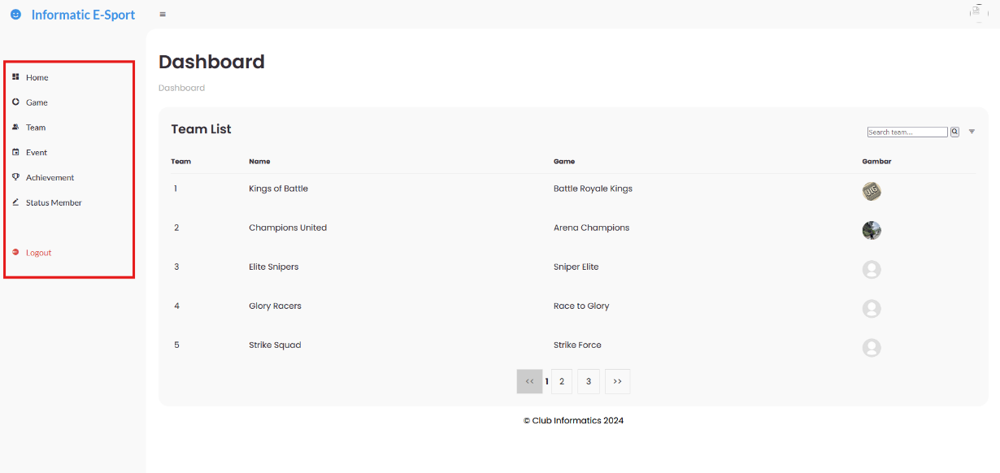 Informatic E-Sport
Home
Game
Team
Event
Achievement
Status Member
Logout
Dashboard
Dashboard
Team List
Search team...
Team Name Game Gambar
1 Kings of Battle Battle Royale Kings
2 Champions United Arena Champions
3 Elite Snipers Sniper Elite
4 Glory Racers Race to Glory
5 Strike Squad Strike Force
<< 1 2 3 >>
© Club Informatics 2024